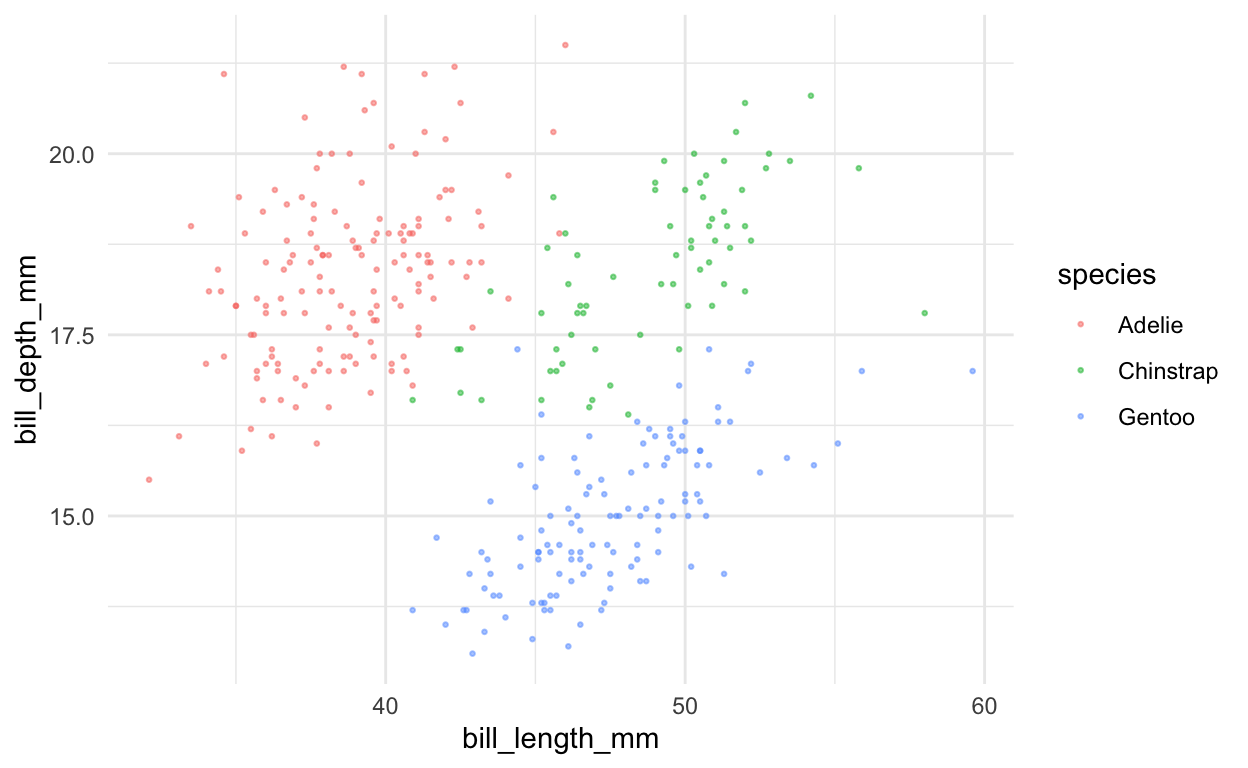 20.0
17.5
15.0
bill_depth_mm
40
50
60
bill_length_mm
species
Adelie
Chinstrap
Gentoo